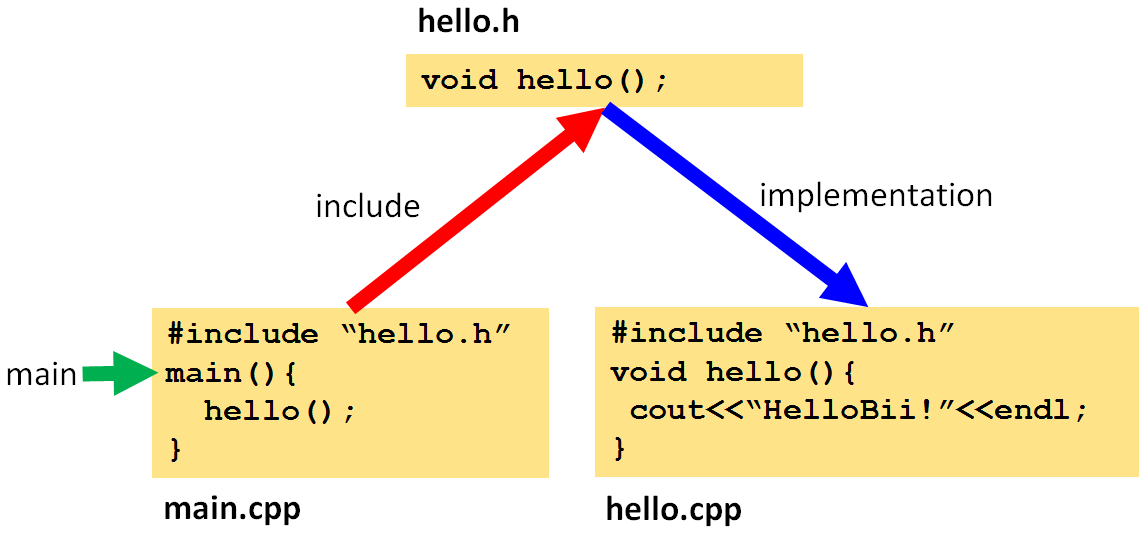 hello.h
void hello();
include
implementation
main
#include “hello.h”
main(){
  hello();
}
main.cpp
#include “hello.h”
void hello(){
 cout<<“HelloBii!”<<endl;
}
hello.cpp